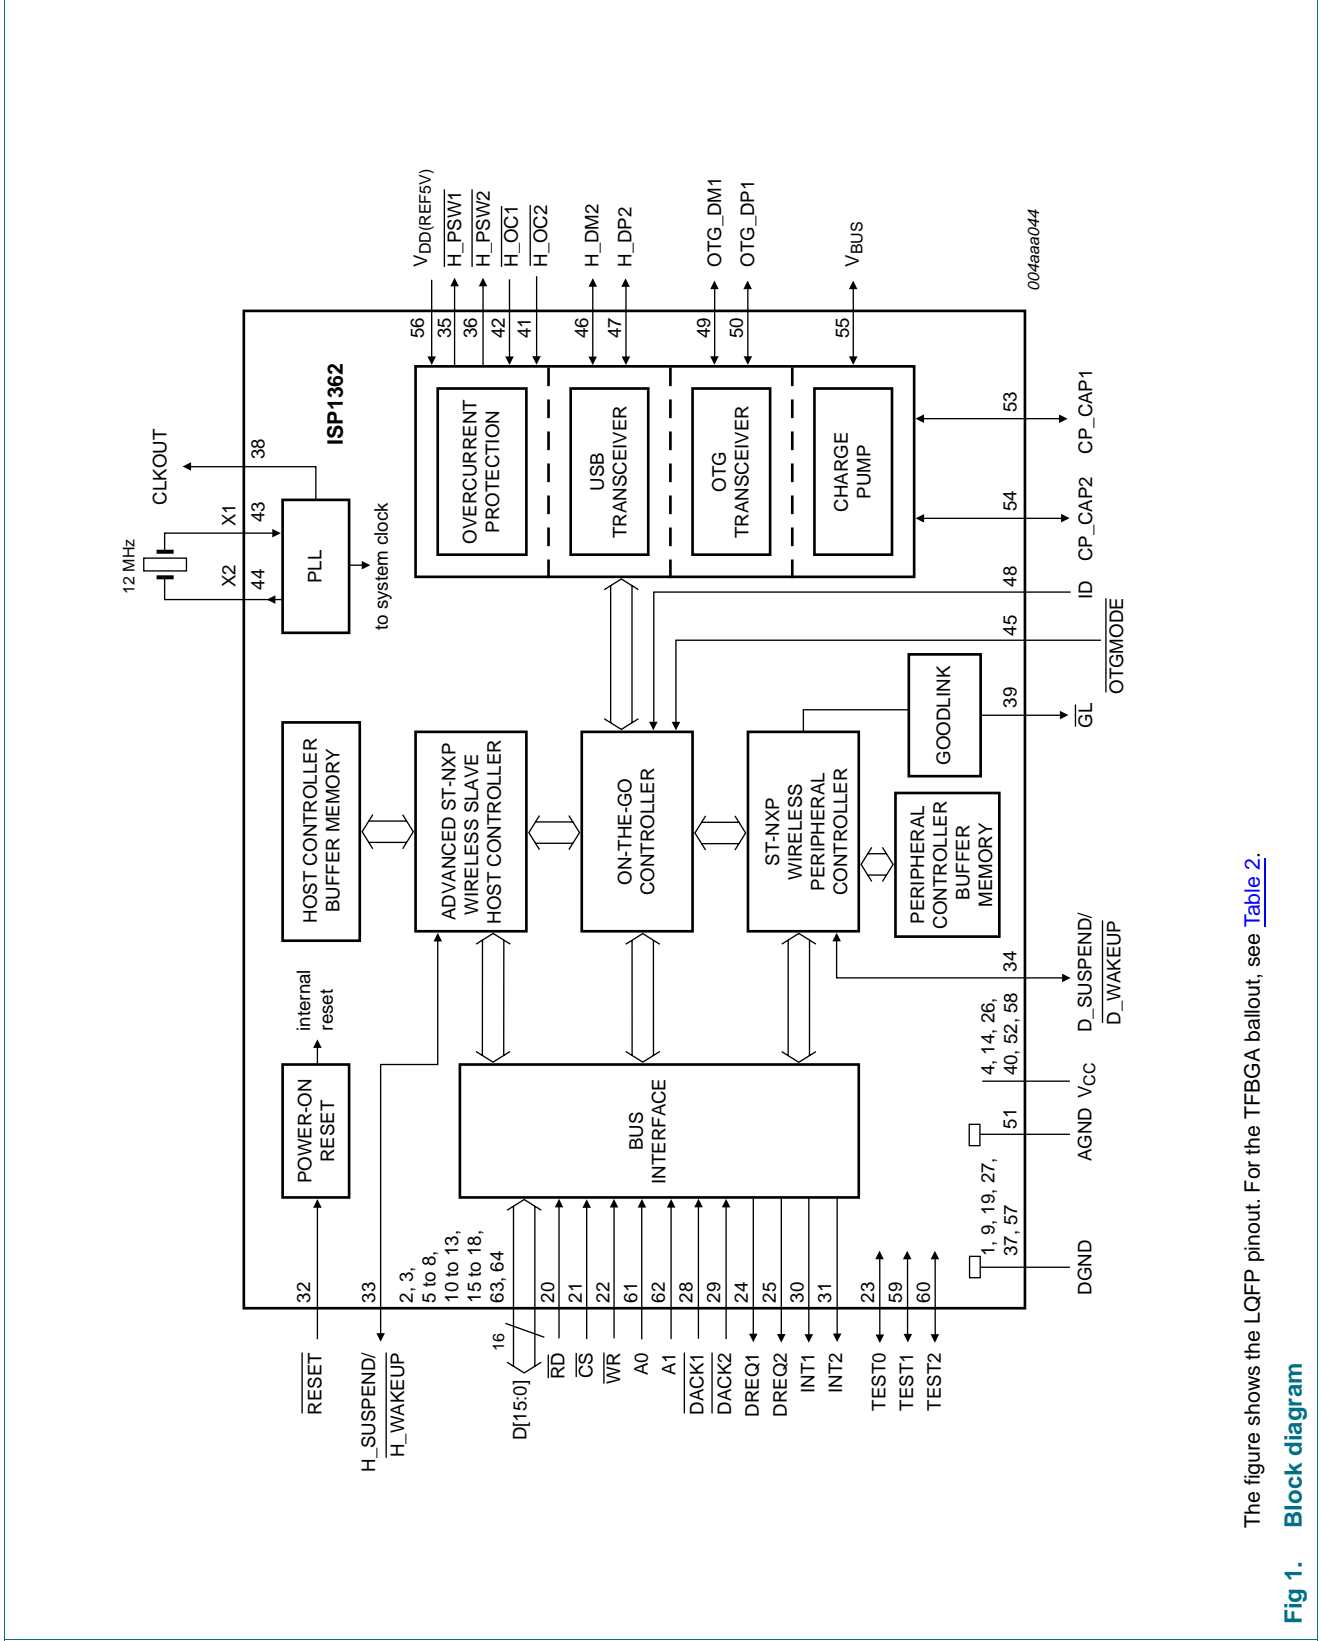 12 MHz
X2
X1
CLKOUT
44
43
38
ISP1362
PLL
to system clock
RESET
32
POWER-ON
RESET
internal
reset
HOST CONTROLLER
BUFFER MEMORY
H_SUSPEND/
H_WAKEUP
33
ADVANCED ST-NXP
WIRELESS SLAVE
HOST CONTROLLER
2, 3,
5 to 8,
10 to 13,
15 to 18,
63, 64
16
D[15:0]
RD
20
CS
21
WR
22
A0
61
A1
62
DACK1
28
DACK2
29
DREQ1
24
DREQ2
25
INT1
30
INT2
31
TEST0
23
TEST1
59
TEST2
60
BUS
INTERFACE
ON-THE-GO
CONTROLLER
ST-NXP
WIRELESS
PERIPHERAL
CONTROLLER
PERIPHERAL
CONTROLLER
BUFFER
MEMORY
GOODLINK
OVERCURRENT
PROTECTION
USB
TRANSCEIVER
OTG
TRANSCEIVER
CHARGE
PUMP
56
VDD(REF5V)
35
H_PSW1
36
H_PSW2
42
H_OC1
41
H_OC2
46
H_DM2
47
H_DP2
49
OTG_DM1
50
OTG_DP1
55
VBUS
1, 9, 19, 27,
37, 57
DGND
51
AGND
4, 14, 26,
40, 52, 58
VCC
34
D_SUSPEND/
D_WAKEUP
39
GL
45
OTGMODE
48
ID
54
CP_CAP2
53
CP_CAP1
004aaa044
The figure shows the LQFP pinout. For the TFBGA ballout, see Table 2.
Fig 1. Block diagram